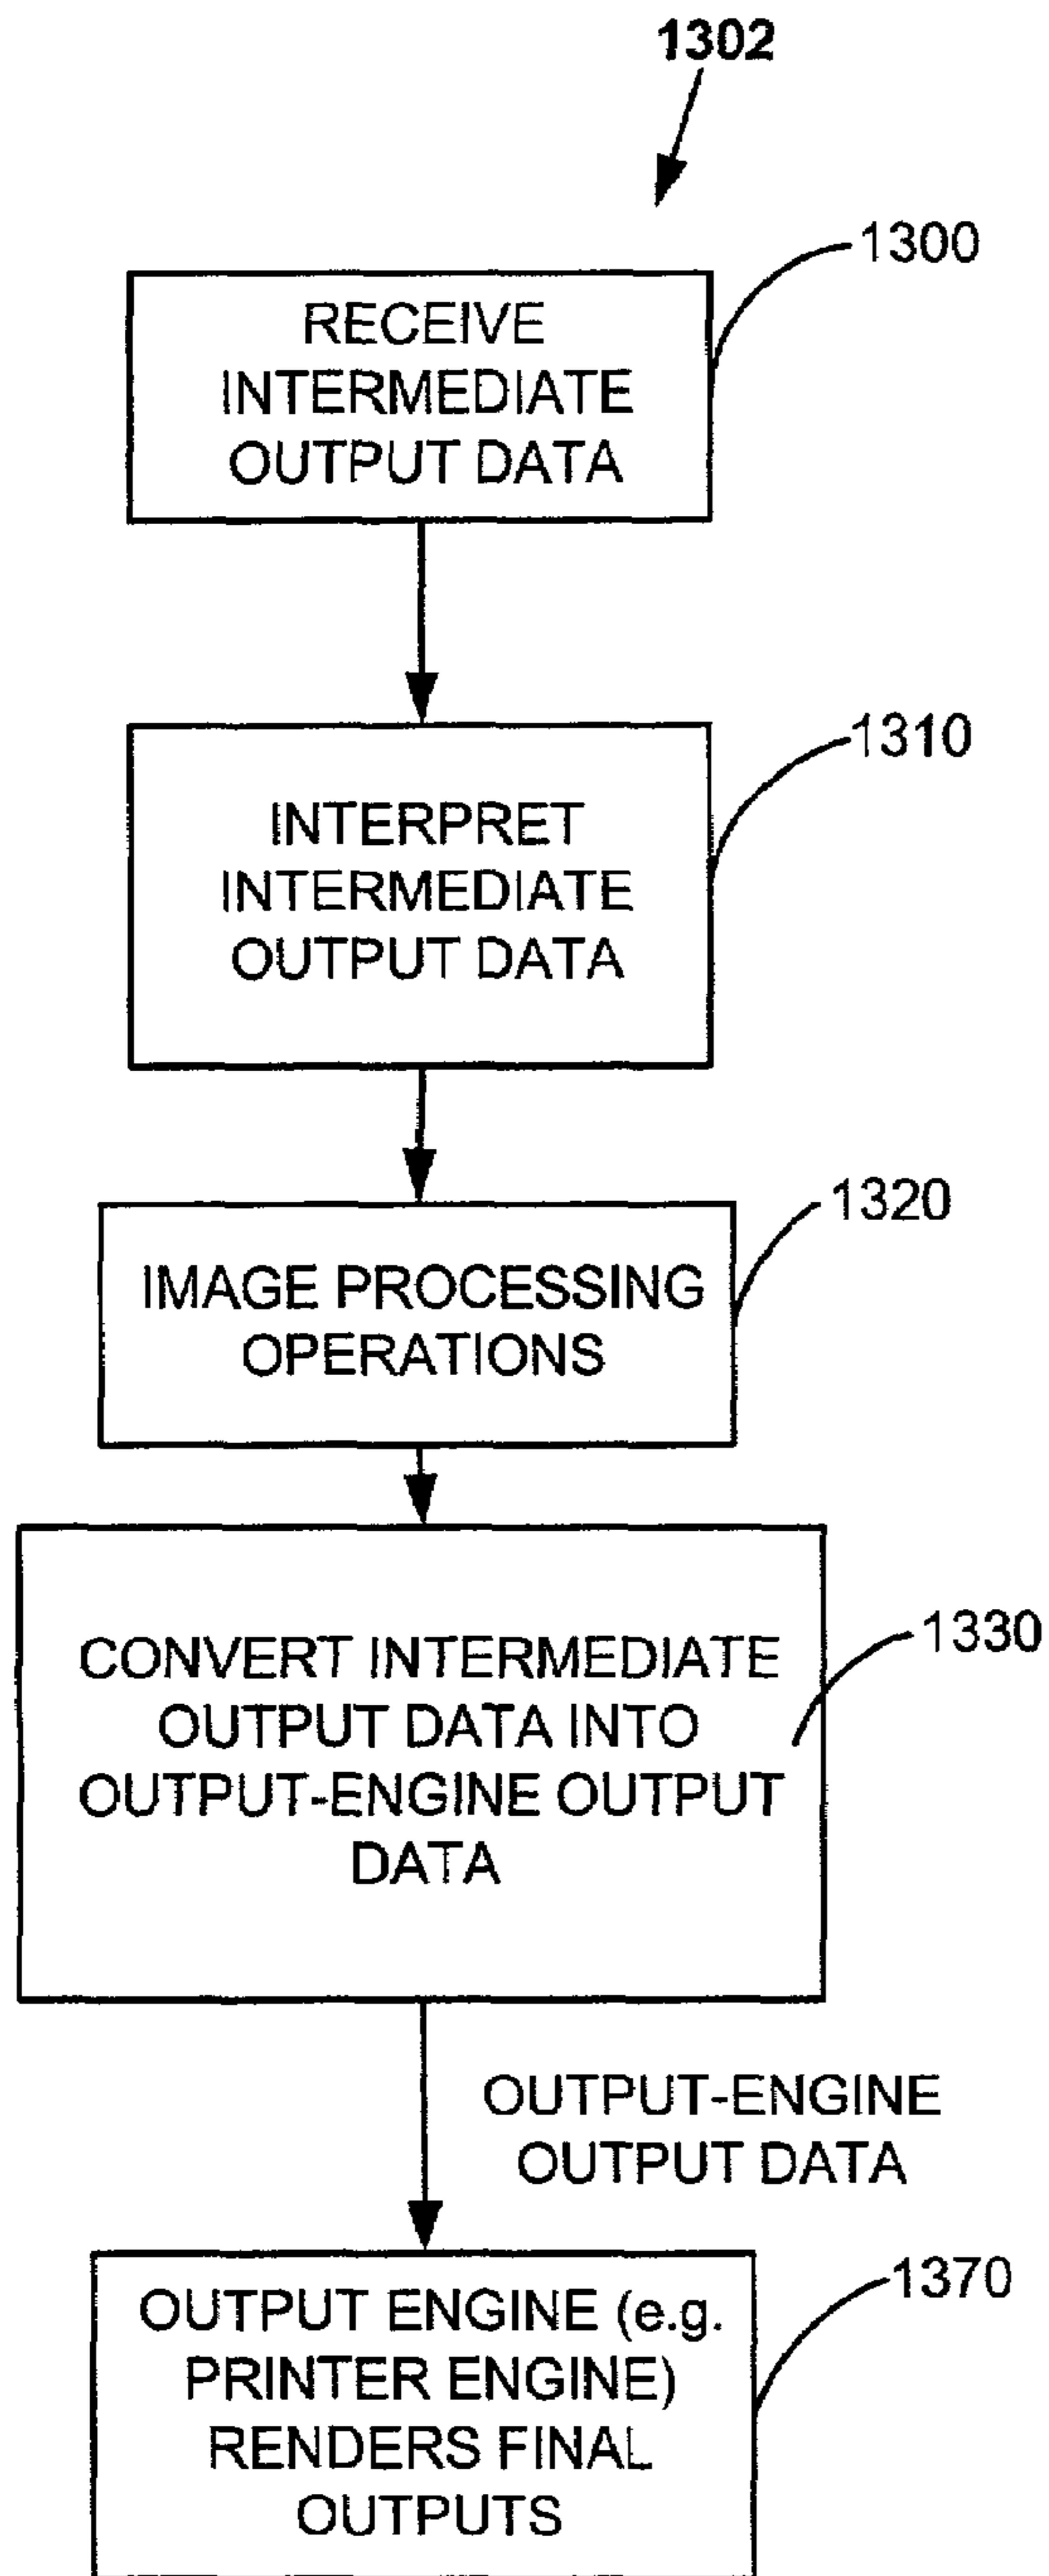 1302
1300
RECEIVE
INTERMEDIATE
OUTPUT DATA
1310
INTERPRET
INTERMEDIATE
OUTPUT DATA
1320
IMAGE PROCESSING
OPERATIONS
1330
CONVERT INTERMEDIATE
OUTPUT DATA INTO
OUTPUT-ENGINE OUTPUT
DATA
OUTPUT-ENGINE
OUTPUT DATA
1370
OUTPUT ENGINE (e.g.
PRINTER ENGINE)
RENDERS FINAL
OUTPUTS